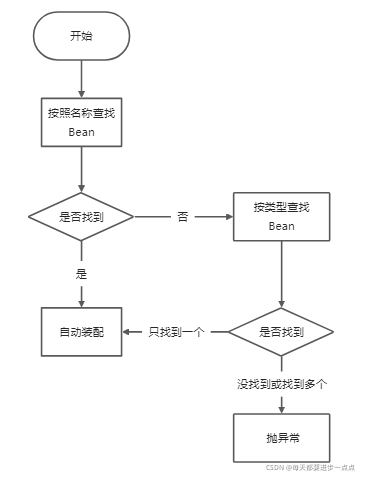 开始
按照名称查找
Bean
是否找到
否
按类型查找
Bean
是
自动装配
只找到一个
是否找到
没找到或找到多个
抛异常
CSDN @每天都要进步一点点